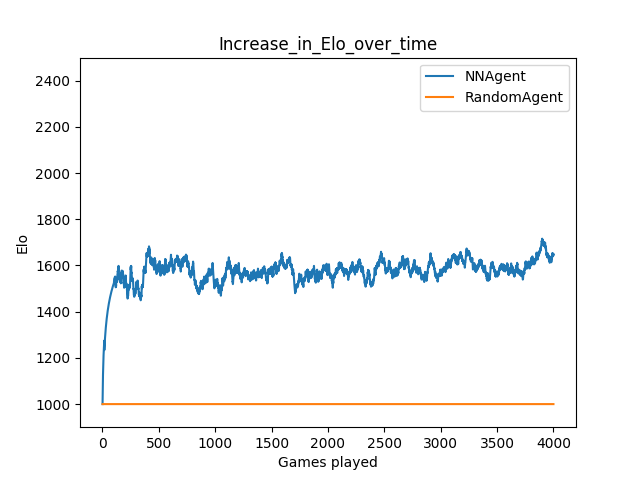 Increase_in_Elo_over_time
NNAgent
RandomAgent
2400
2200
2000
1800
1600
1400
1200
1000
Elo
0 500 1000 1500 2000 2500 3000 3500 4000
Games played